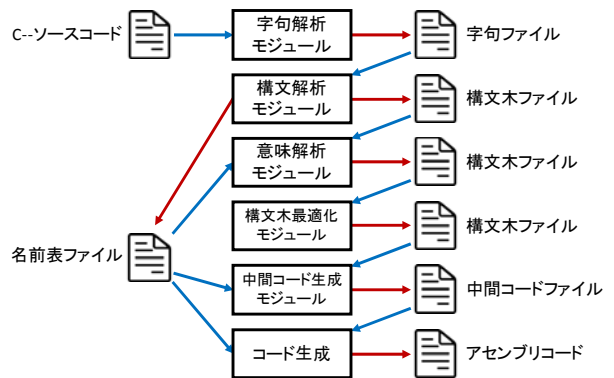 C--ソースコード
字句解析
モジュール
字句ファイル
構文解析
モジュール
構文木ファイル
意味解析
モジュール
構文木ファイル
構文木最適化
モジュール
構文木ファイル
名前表ファイル
中間コード生成
モジュール
中間コードファイル
コード生成
アセンブリコード